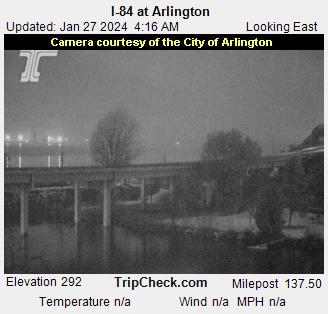 I-84 at Arlington
Updated: Jan 27 2024 4:16 AM Looking East
Camera courtesy of the City of Arlington
Elevation 292 TripCheck.com Milepost 137.50
Temperature n/a Wind n/a MPH n/a